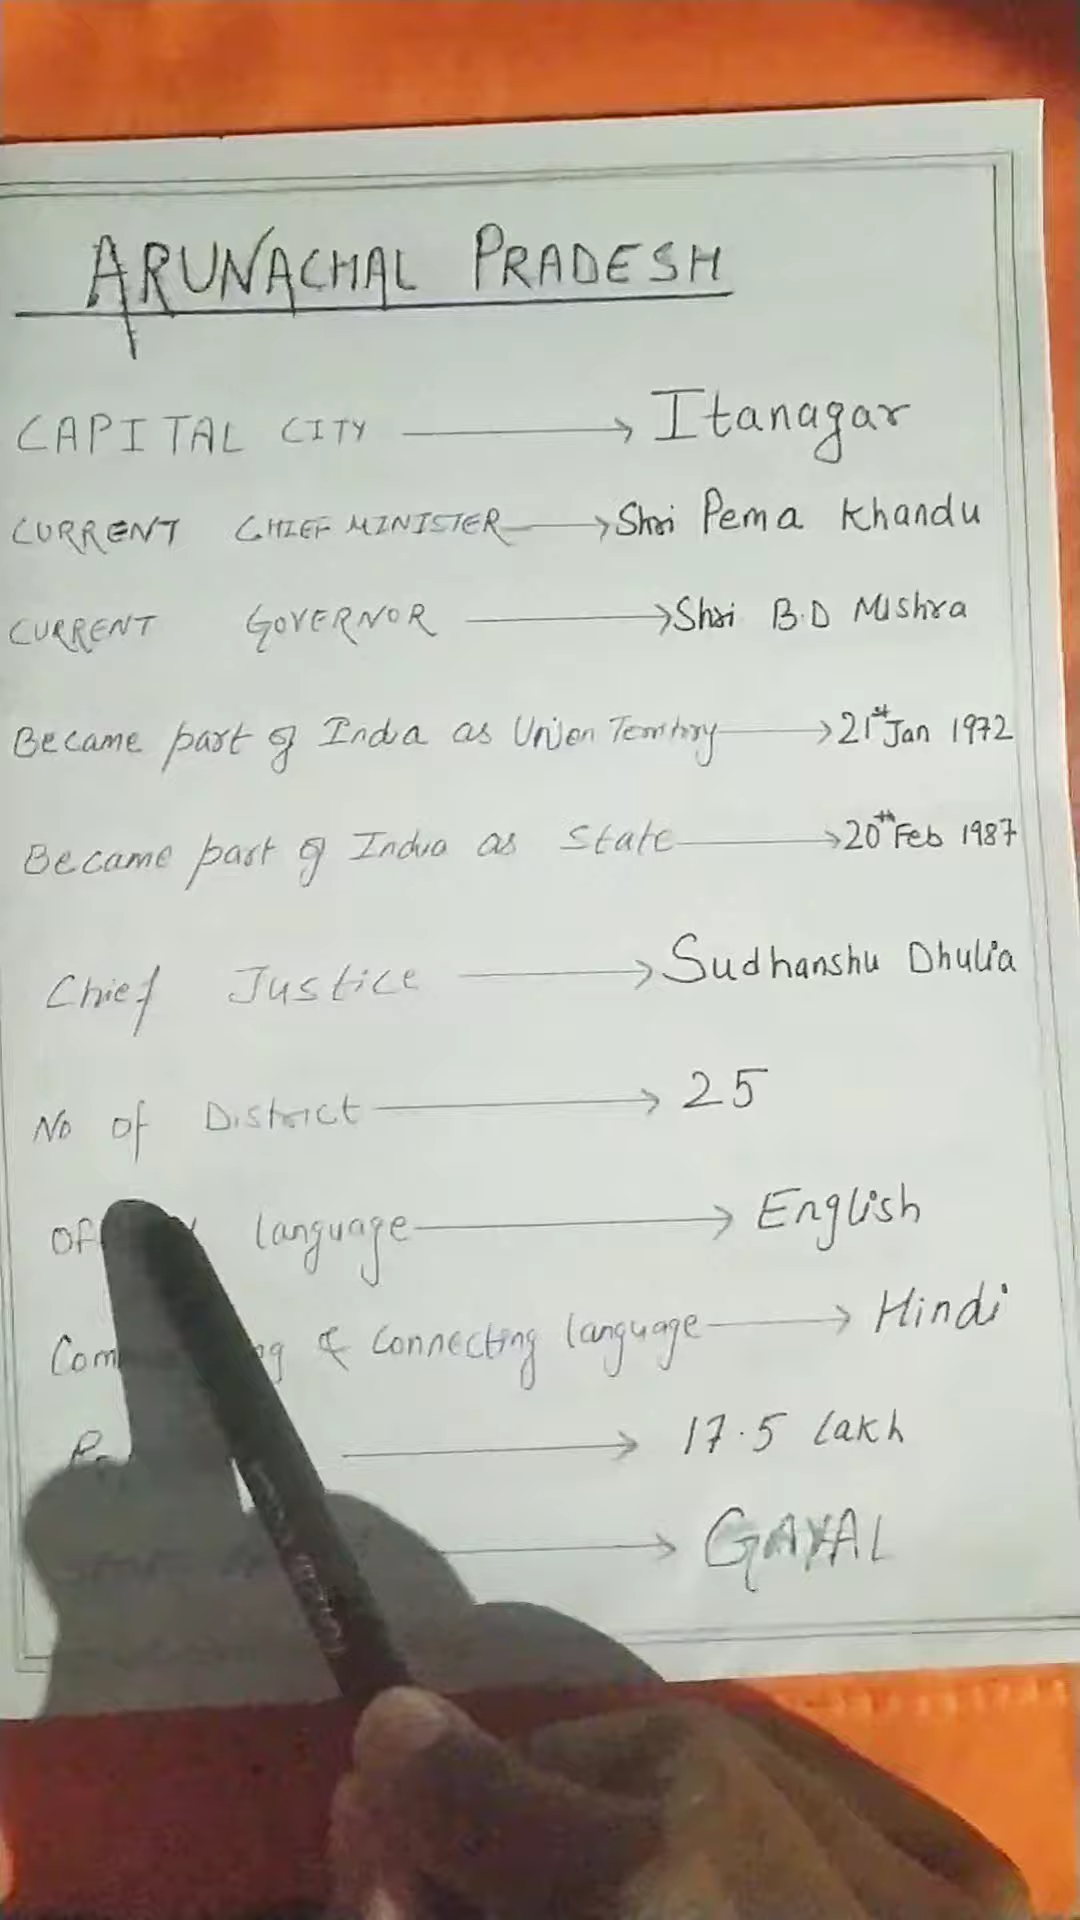 ARUNACHAL PRADESH
CAPITAL CITY → Itanagar
CURRENT CHIEF MINISTER → Shri Pema Khandu
CURRENT GOVERNOR → Shri B.D Mishra
Became part of India as Union Territory → 21st Jan 1972
Became part of India as State → 20th Feb 1987
Chief Justice → Sudhanshu Dhulia
No of District → 25
language → English
& Connecting language → Hindi
→ 17.5 Lakh
→ GAYAL